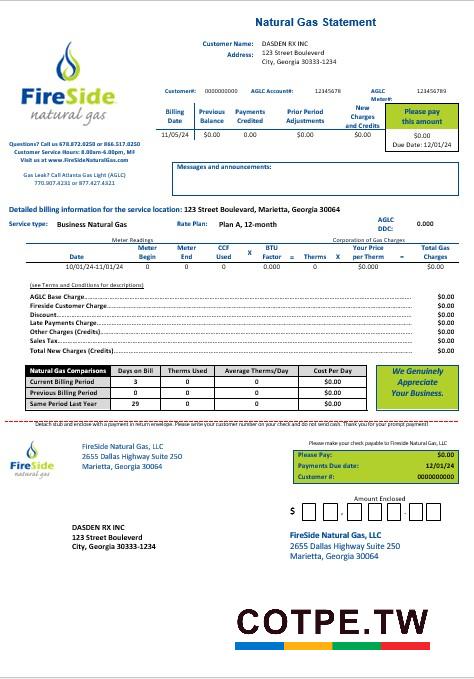 Natural Gas Statement
FireSide
natural gas
Customer Name: DASDEN RX INC
Address: 123 Street Bouleverd
City, Georgia 30333-1234
Customer#: 0000000000 AGLC Account#: 12345678 AGLC Meter#: 123456789
Billing Date Previous Balance Payments Credited Prior Period Adjustments New Charges and Credits Please pay this amount
11/05/24 $0.00 0.00 $0.00 $0.00 $0.00
Due Date: 12/01/24
Questions? Call us 678.872.0250 or 866.517.0250
Customer Service Hours: 8.00am-6.00pm, MF
Visit us at www.FireSideNaturalGas.com
Gas Leak? Call Atlanta Gas Light (AGLC)
770.907.4231 or 877.427.4321
Messages and announcements:
Detailed billing information for the service location: 123 Street Boulevard, Marietta, Georgia 30064
Service type: Business Natural Gas Rate Plan: Plan A, 12-month AGLC DDC: 0.000
Meter Readings Corporation of Gas Charges
Date Meter Begin Meter End CCF Used X BTU Factor = Therms X Your Price per Therm = Total Gas Charges
10/01/24-11/01/24 0 0 0 0.000 0 $0.000 $0.00
(see Terms and Conditions for descriptions)
AGLC Base Charge $0.00
Fireside Customer Charge $0.00
Discount $0.00
Late Payments Charge $0.00
Other Charges (Credits) $0.00
Sales Tax $0.00
Total New Charges (Credits) $0.00
Natural Gas Comparisons Days on Bill Therms Used Average Therms/Day Cost Per Day
Current Billing Period 3 0 0 $0.00
Previous Billing Period 0 0 0 $0.00
Same Period Last Year 29 0 0 $0.00
We Genuinely
Appreciate
Your Business.
Detach stub and enclose with a payment in return envelope. Please write your customer number on your check and do not send cash. Thank you for your prompt payment!
FireSide
natural gas
FireSide Natural Gas, LLC
2655 Dallas Highway Suite 250
Marietta, Georgia 30064
Please make your check payable to Fireside Natural Gas, LLC
Please Pay: $0.00
Payments Due date: 12/01/24
Customer #: 0000000000
Amount Enclosed
$ , .
DASDEN RX INC
123 Street Bouleverd
City, Georgia 30333-1234
FireSide Natural Gas, LLC
2655 Dallas Highway Suite 250
Marietta, Georgia 30064
COTPE.TW